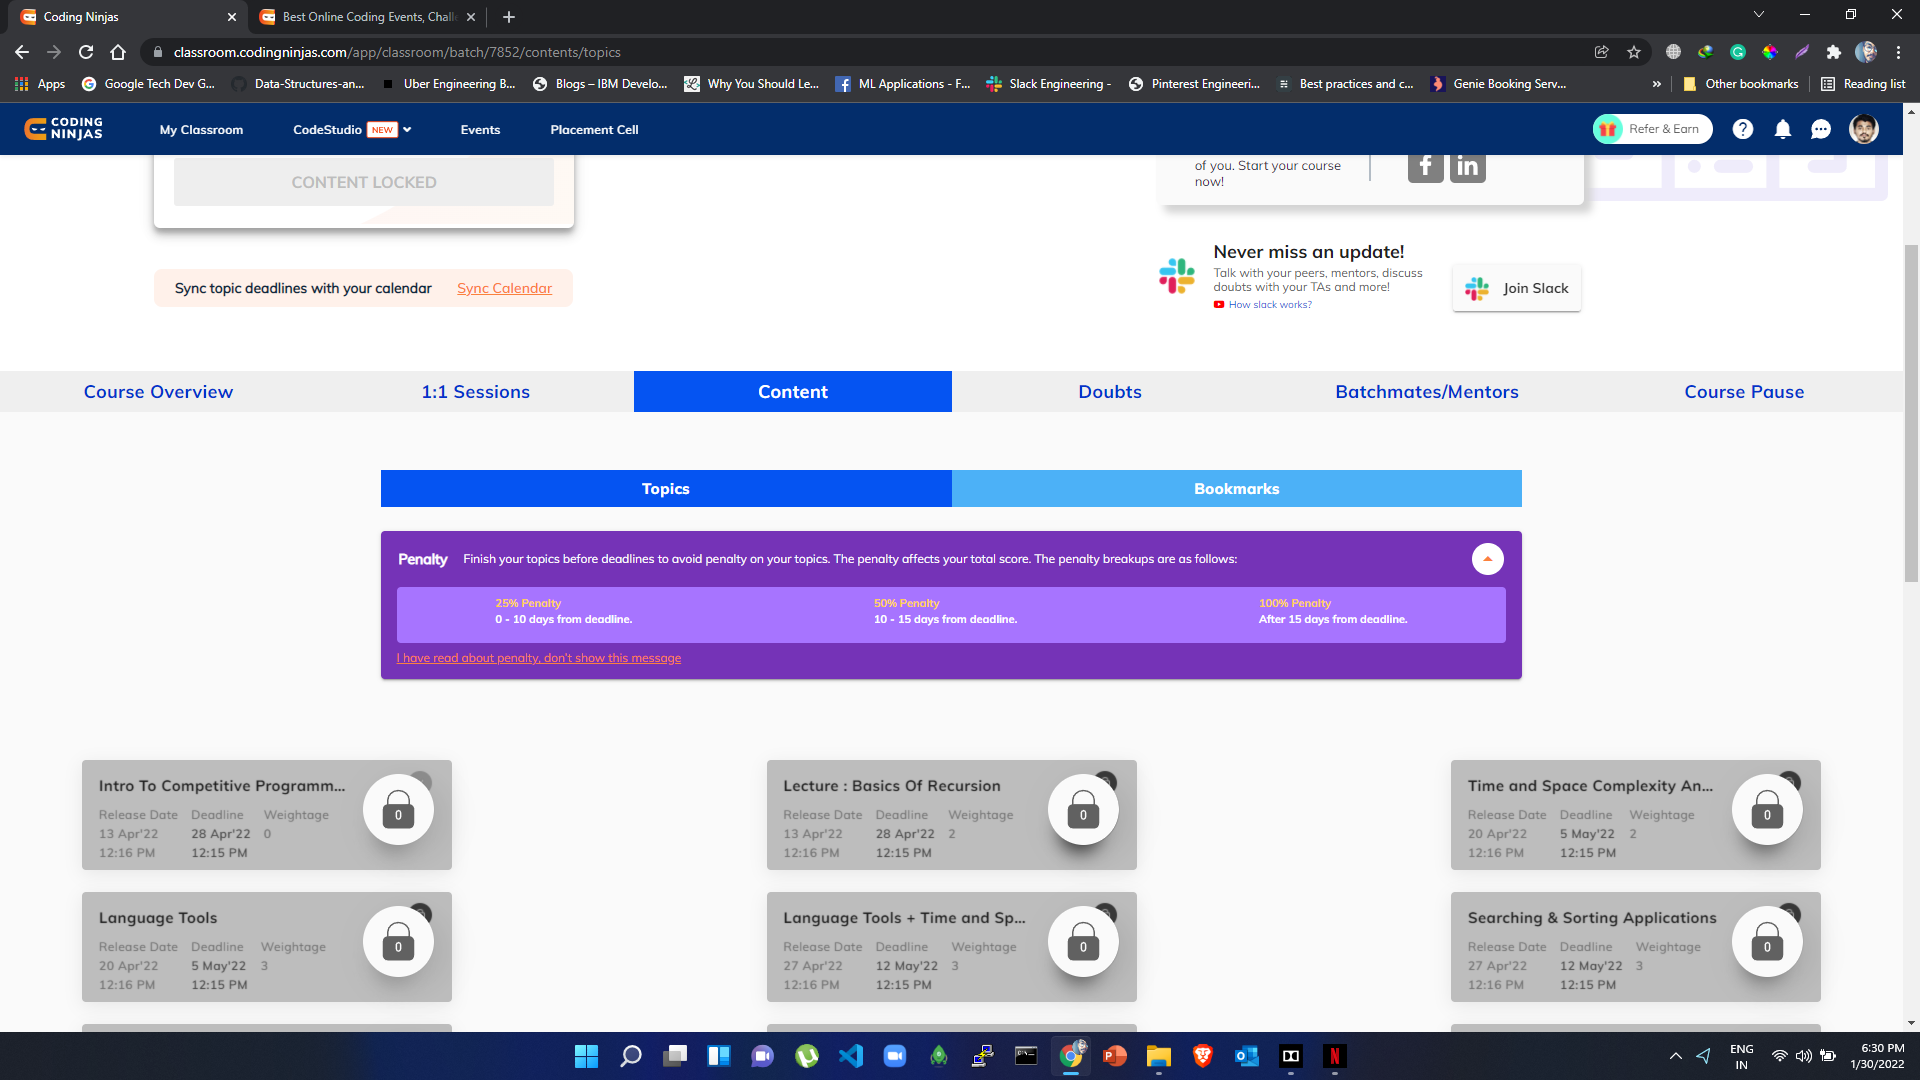 Coding Ninjas
Best Online Coding Events, Chall
classroom.codingninjas.com/app/classroom/batch/7852/contents/topics
Apps
Google Tech Dev G...
Data-Structures-an...
Uber Engineering B...
Blogs – IBM Develo...
Why You Should Le...
ML Applications - F...
Slack Engineering -
Pinterest Engineeri...
Best practices and c...
Genie Booking Serv...
»
Other bookmarks
Reading list
CODING
NINJAS
My Classroom
CodeStudio NEW
Events
Placement Cell
Refer & Earn
CONTENT LOCKED
of you. Start your course
now!
Sync topic deadlines with your calendar
Sync Calendar
Never miss an update!
Talk with your peers, mentors, discuss
doubts with your TAs and more!
How slack works?
Join Slack
Course Overview
1:1 Sessions
Content
Doubts
Batchmates/Mentors
Course Pause
Topics
Bookmarks
Penalty
Finish your topics before deadlines to avoid penalty on your topics. The penalty affects your total score. The penalty breakups are as follows:
25% Penalty
0 - 10 days from deadline.
50% Penalty
10 - 15 days from deadline.
100% Penalty
After 15 days from deadline.
I have read about penalty, don't show this message
Intro To Competitive Programm...
Release Date Deadline Weightage
13 Apr'22 28 Apr'22 0
12:16 PM 12:15 PM
0
Lecture : Basics Of Recursion
Release Date Deadline Weightage
13 Apr'22 28 Apr'22 2
12:16 PM 12:15 PM
0
Time and Space Complexity An...
Release Date Deadline Weightage
20 Apr'22 5 May'22 2
12:16 PM 12:15 PM
0
Language Tools
Release Date Deadline Weightage
20 Apr'22 5 May'22 3
12:16 PM 12:15 PM
0
Language Tools + Time and Sp...
Release Date Deadline Weightage
27 Apr'22 12 May'22 3
12:16 PM 12:15 PM
0
Searching & Sorting Applications
Release Date Deadline Weightage
27 Apr'22 12 May'22 3
12:16 PM 12:15 PM
0
ENG
IN
6:30 PM
1/30/2022